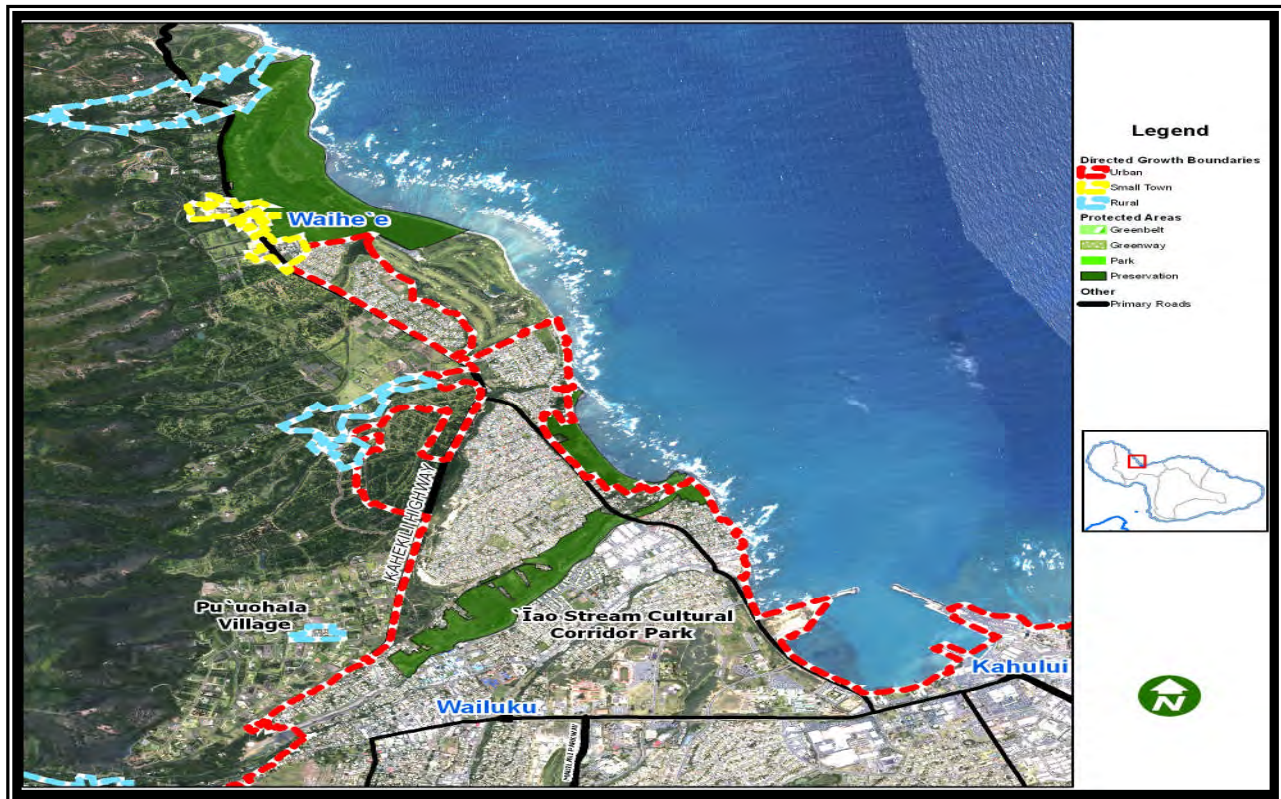 Legend
Directed Growth Boundaries
Urban
Small Town
Rural
Protected Areas
Greenbelt
Greenway
Park
Preservation
Other
Primary Roads
Waihe`e
KAHEKILI HIGHWAY
Pu`uohala
Village
`Īao Stream Cultural
Corridor Park
Kahului
Wailuku
N